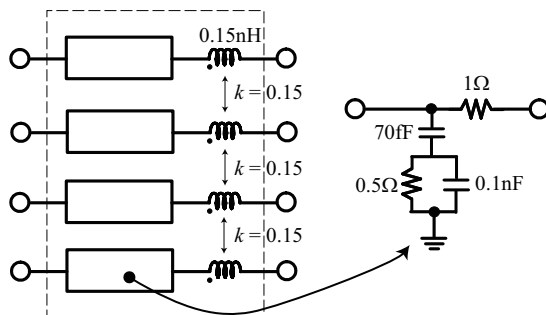 0.15nH
k = 0.15
k = 0.15
k = 0.15
1Ω
70fF
0.5Ω
0.1nF